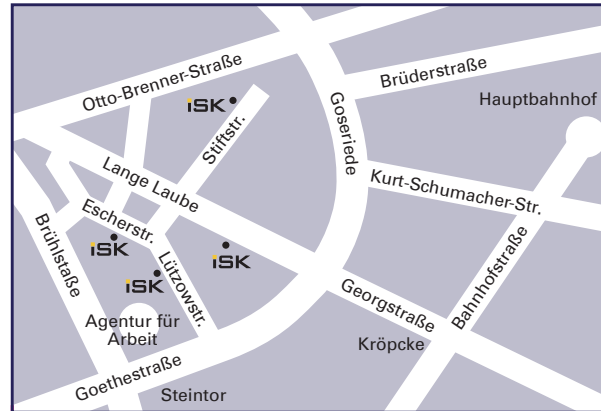 Otto-Brenner-Straße
Brüderstraße
Hauptbahnhof
iSK
Stiftstr.
Goseriede
Lange Laube
Kurt-Schumacher-Str.
Escherstr.
Brühlstaße
iSK
iSK
iSK
Lützowstr.
Bahnhofstraße
Georgstraße
Agentur für
Arbeit
Kröpcke
Goethestraße
Steintor